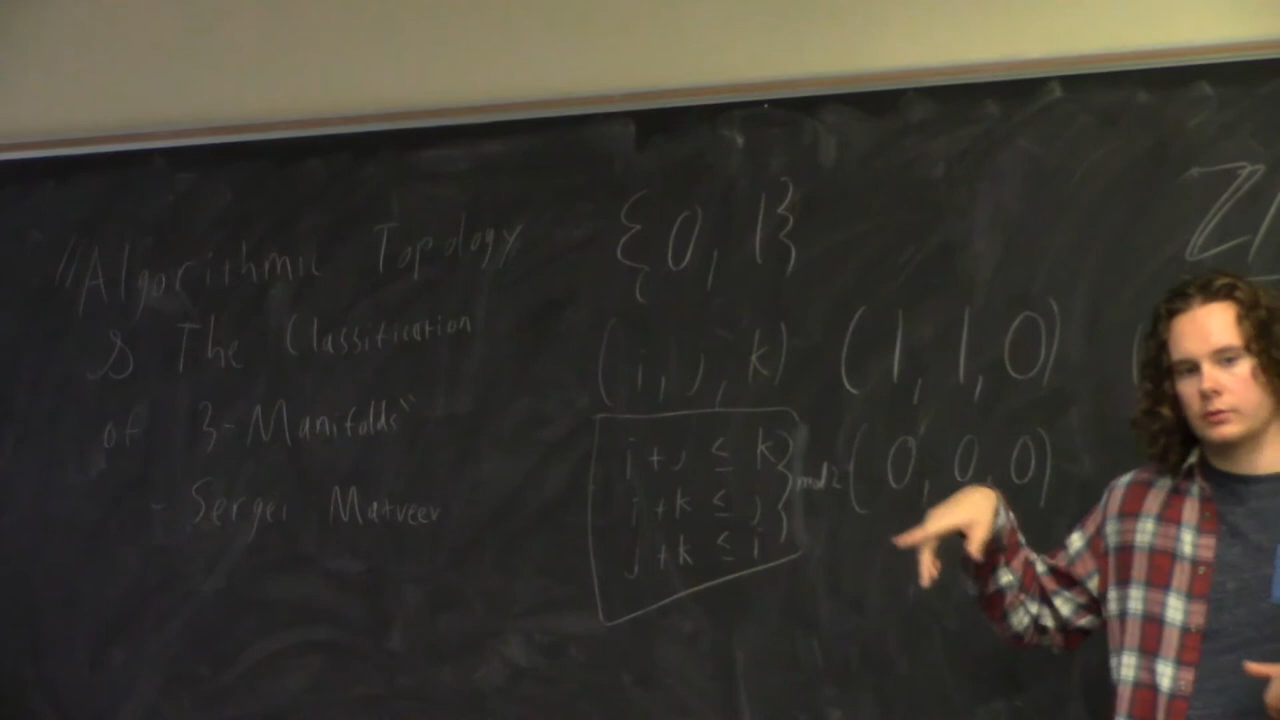 "Algorithmic Topology
& The Classification
of 3-Manifolds"
- Sergei Matveev
{0, 1}
(i, j, k)
i + j ≤ k
i + k ≤ j
j + k ≤ i
} mod 2
(1, 1, 0)
(0, 0, 0)
Z/